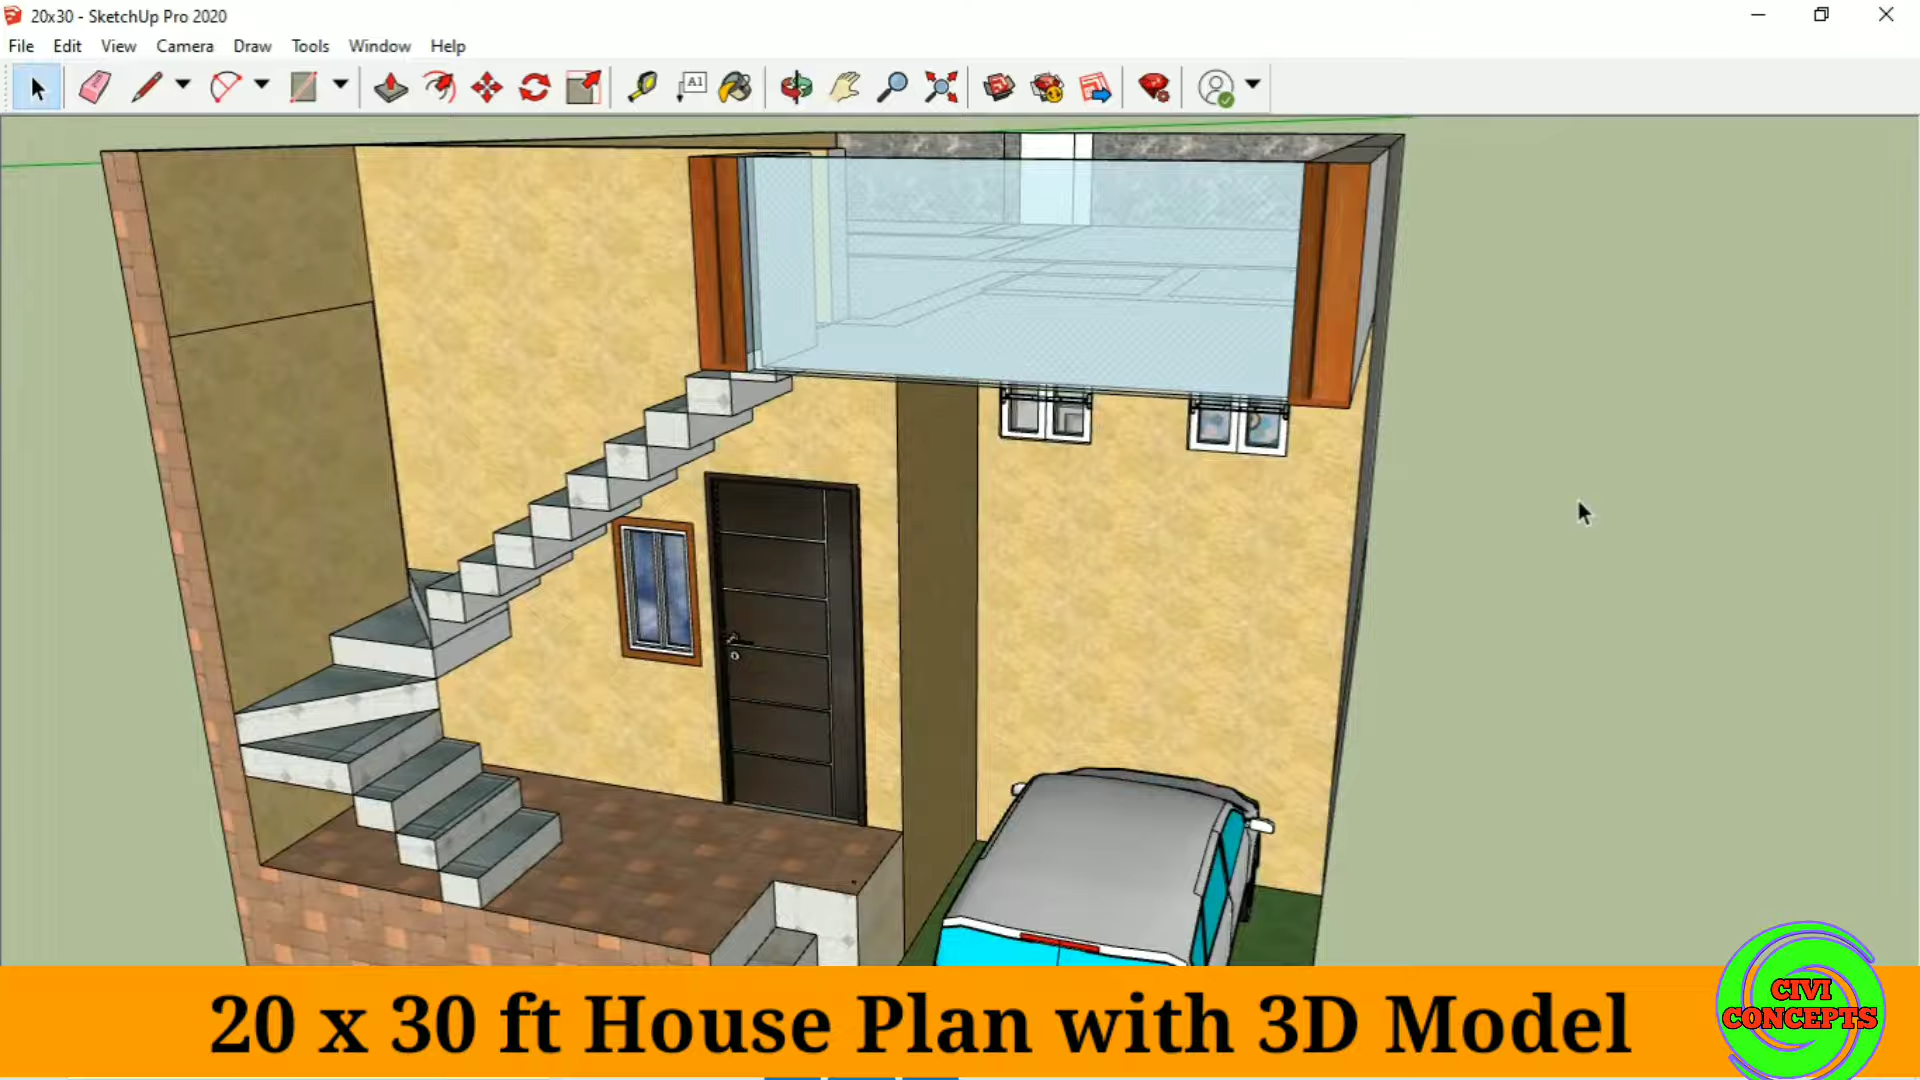 20x30 - SketchUp Pro 2020
File Edit View Camera Draw Tools Window Help
A1
20 x 30 ft House Plan with 3D Model
CIVI
CONCEPTS